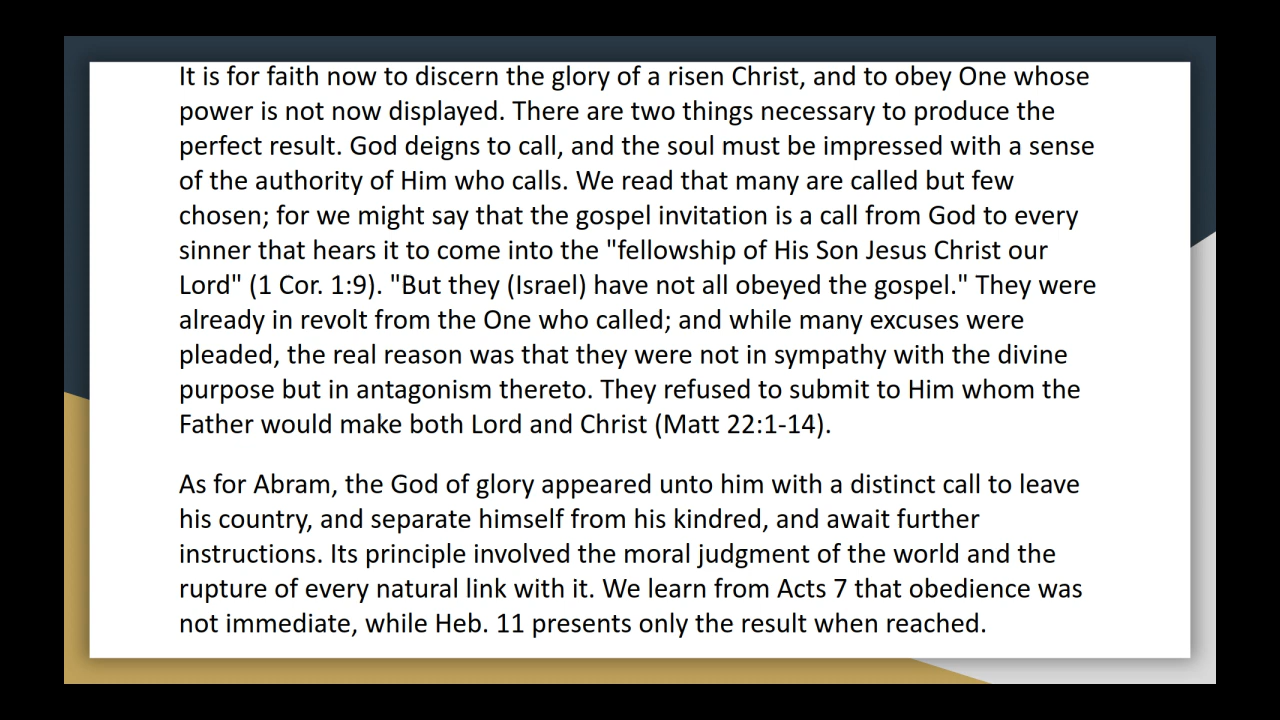 It is for faith now to discern the glory of a risen Christ, and to obey One whose
power is not now displayed. There are two things necessary to produce the
perfect result. God deigns to call, and the soul must be impressed with a sense
of the authority of Him who calls. We read that many are called but few
chosen; for we might say that the gospel invitation is a call from God to every
sinner that hears it to come into the "fellowship of His Son Jesus Christ our
Lord" (1 Cor. 1:9). "But they (Israel) have not all obeyed the gospel." They were
already in revolt from the One who called; and while many excuses were
pleaded, the real reason was that they were not in sympathy with the divine
purpose but in antagonism thereto. They refused to submit to Him whom the
Father would make both Lord and Christ (Matt 22:1-14).
As for Abram, the God of glory appeared unto him with a distinct call to leave
his country, and separate himself from his kindred, and await further
instructions. Its principle involved the moral judgment of the world and the
rupture of every natural link with it. We learn from Acts 7 that obedience was
not immediate, while Heb. 11 presents only the result when reached.